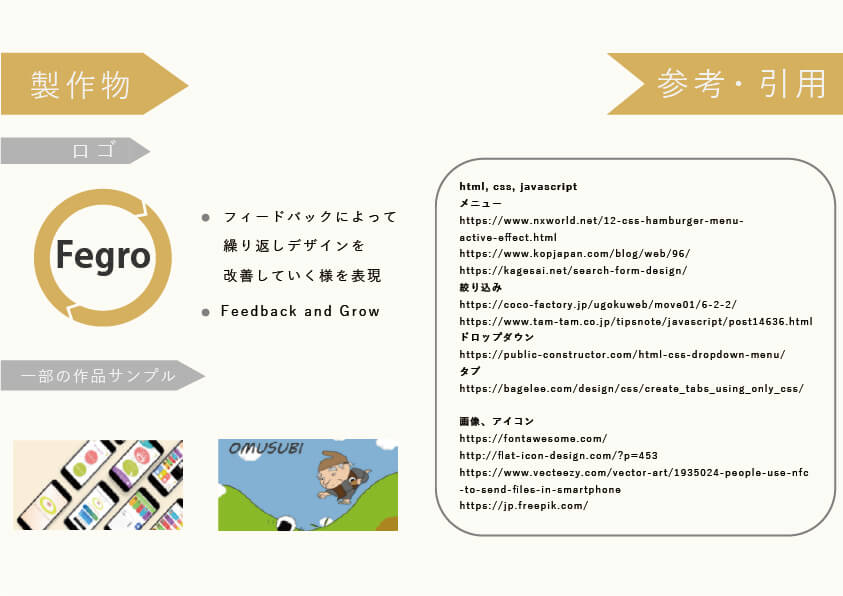 製作物
ロゴ
Fegro
フィードバックによって
繰り返しデザインを
改善していく様を表現
Feedback and Grow
一部の作品サンプル
OMUSUBI
参考・引用
html, css, javascript
メニュー
https://www.nxworld.net/12-css-hamburger-menu-
active-effect.html
https://www.kopjapan.com/blog/web/96/
https://kagesai.net/search-form-design/
絞り込み
https://coco-factory.jp/ugokuweb/move01/6-2-2/
https://www.tam-tam.co.jp/tipsnote/javascript/post14636.html
ドロップダウン
https://public-constructor.com/html-css-dropdown-menu/
タブ
https://bagelee.com/design/css/create_tabs_using_only_css/
画像、アイコン
https://fontawesome.com/
http://flat-icon-design.com/?p=453
https://www.vecteezy.com/vector-art/1935024-people-use-nfc
-to-send-files-in-smartphone
https://jp.freepik.com/